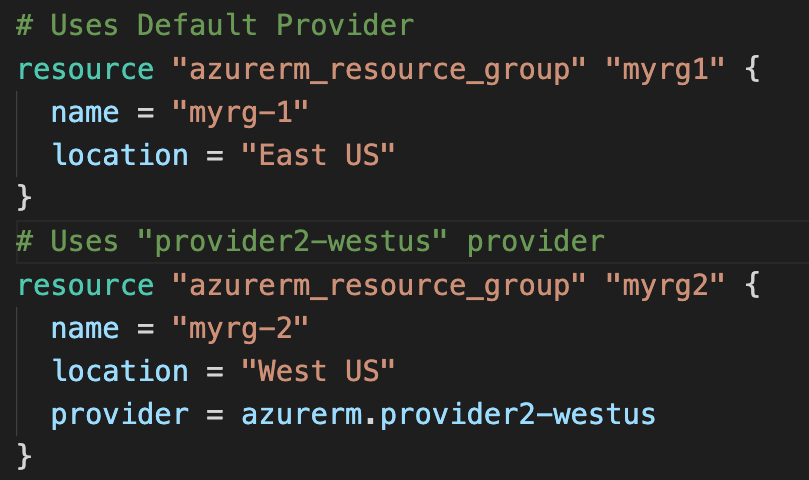 # Uses Default Provider
resource "azurerm_resource_group" "myrg1" {
  name = "myrg-1"
  location = "East US"
}
# Uses "provider2-westus" provider
resource "azurerm_resource_group" "myrg2" {
  name = "myrg-2"
  location = "West US"
  provider = azurerm.provider2-westus
}